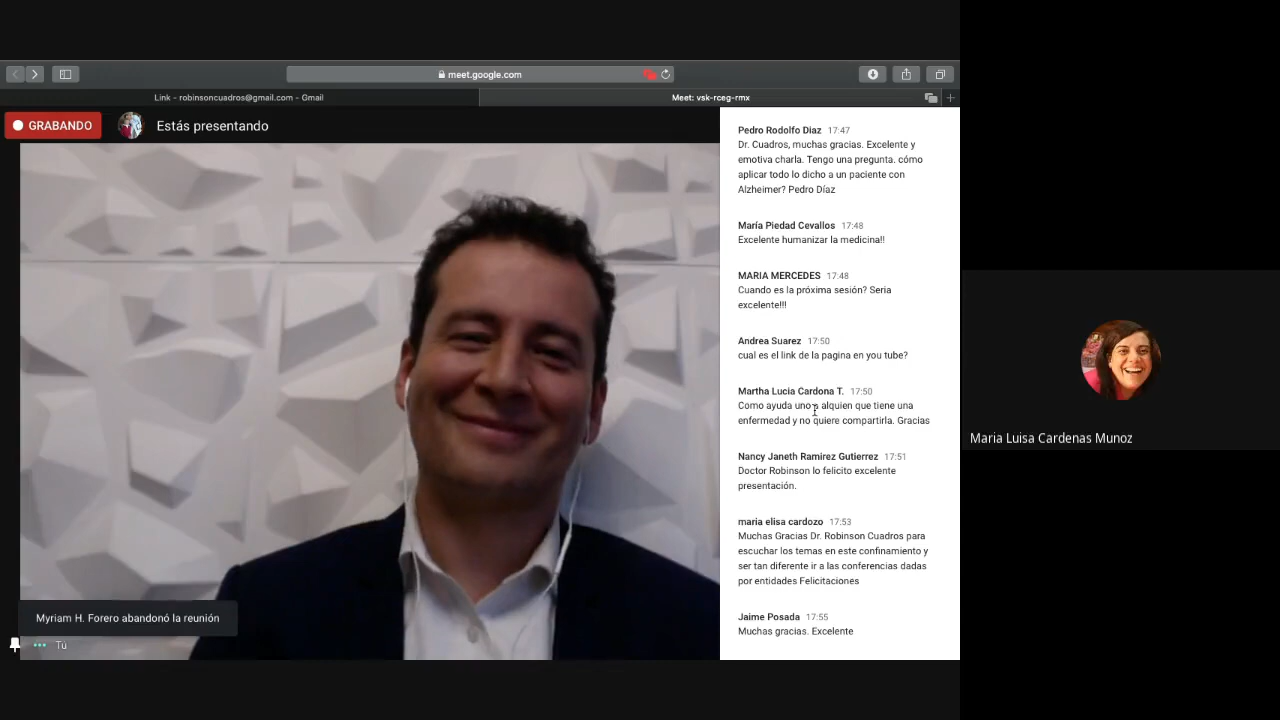 meet.google.com
Link - robinsoncuadros@gmail.com - Gmail
Meet: vsk-rceg-rmx
GRABANDO
Estás presentando
Pedro Rodolfo Diaz 17:47
Dr. Cuadros, muchas gracias. Excelente y
emotiva charla. Tengo una pregunta. cómo
aplicar todo lo dicho a un paciente con
Alzheimer? Pedro Díaz
María Piedad Cevallos 17:48
Excelente humanizar la medicina!!
MARIA MERCEDES 17:48
Cuando es la próxima sesión? Seria
excelente!!!
Andrea Suarez 17:50
cual es el link de la pagina en you tube?
Martha Lucia Cardona T. 17:50
Como ayuda uno a alquien que tiene una
enfermedad y no quiere compartirla. Gracias
Nancy Janeth Ramirez Gutierrez 17:51
Doctor Robinson lo felicito excelente
presentación.
maria elisa cardozo 17:53
Muchas Gracias Dr. Robinson Cuadros para
escuchar los temas en este confinamiento y
ser tan diferente ir a las conferencias dadas
por entidades Felicitaciones
Jaime Posada 17:55
Muchas gracias. Excelente
Myriam H. Forero abandonó la reunión
Tú
Maria Luisa Cardenas Munoz